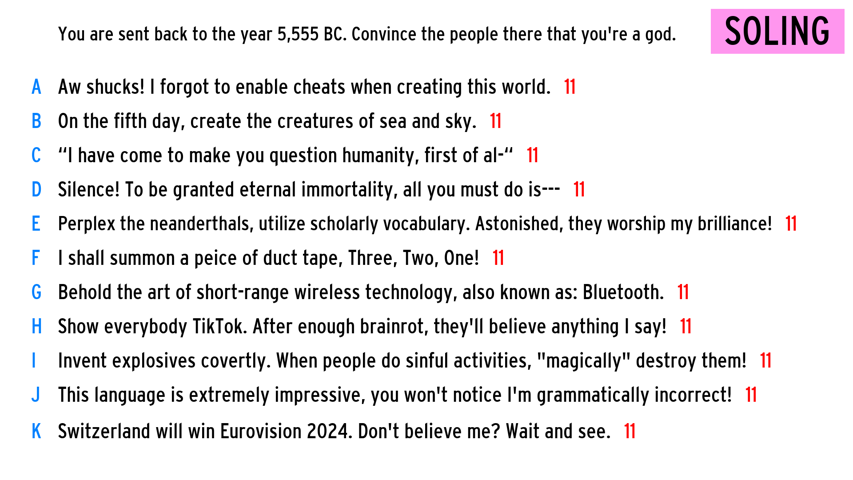 You are sent back to the year 5,555 BC. Convince the people there that you're a god.
SOLING
A Aw shucks! I forgot to enable cheats when creating this world. 11
B On the fifth day, create the creatures of sea and sky. 11
C “I have come to make you question humanity, first of al-“ 11
D Silence! To be granted eternal immortality, all you must do is--- 11
E Perplex the neanderthals, utilize scholarly vocabulary. Astonished, they worship my brilliance! 11
F I shall summon a peice of duct tape, Three, Two, One! 11
G Behold the art of short-range wireless technology, also known as: Bluetooth. 11
H Show everybody TikTok. After enough brainrot, they'll believe anything I say! 11
I Invent explosives covertly. When people do sinful activities, "magically" destroy them! 11
J This language is extremely impressive, you won't notice I'm grammatically incorrect! 11
K Switzerland will win Eurovision 2024. Don't believe me? Wait and see. 11